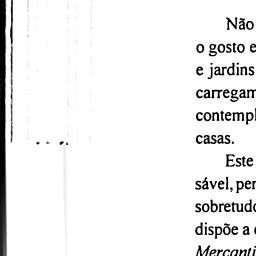 Não
o gosto e
e jardins
carregam
contempl
casas.
Este
sável, per
sobretudo
dispõe a
Mercanti